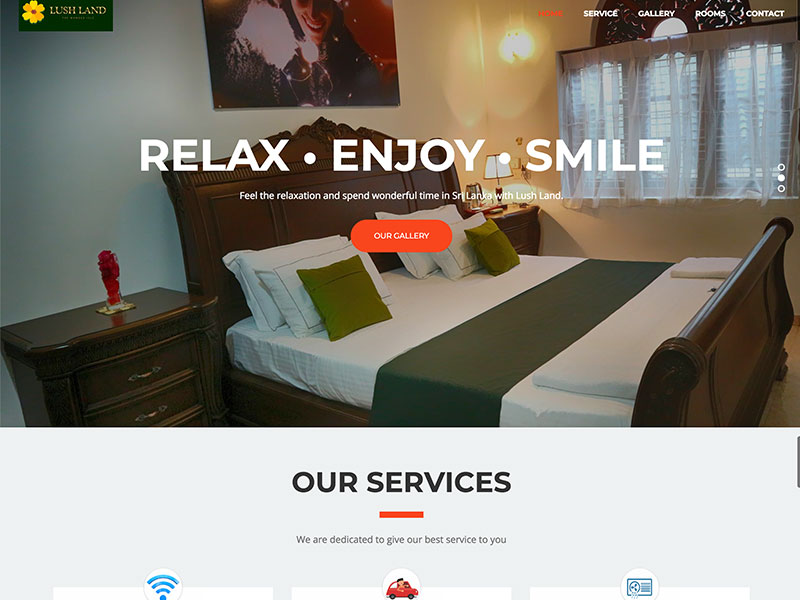 LUSH LAND
HOME
SERVICE
GALLERY
ROOMS
CONTACT
RELAX • ENJOY • SMILE
Feel the relaxation and spend wonderful time in Sri Lanka with Lush Land.
OUR GALLERY
OUR SERVICES
We are dedicated to give our best service to you